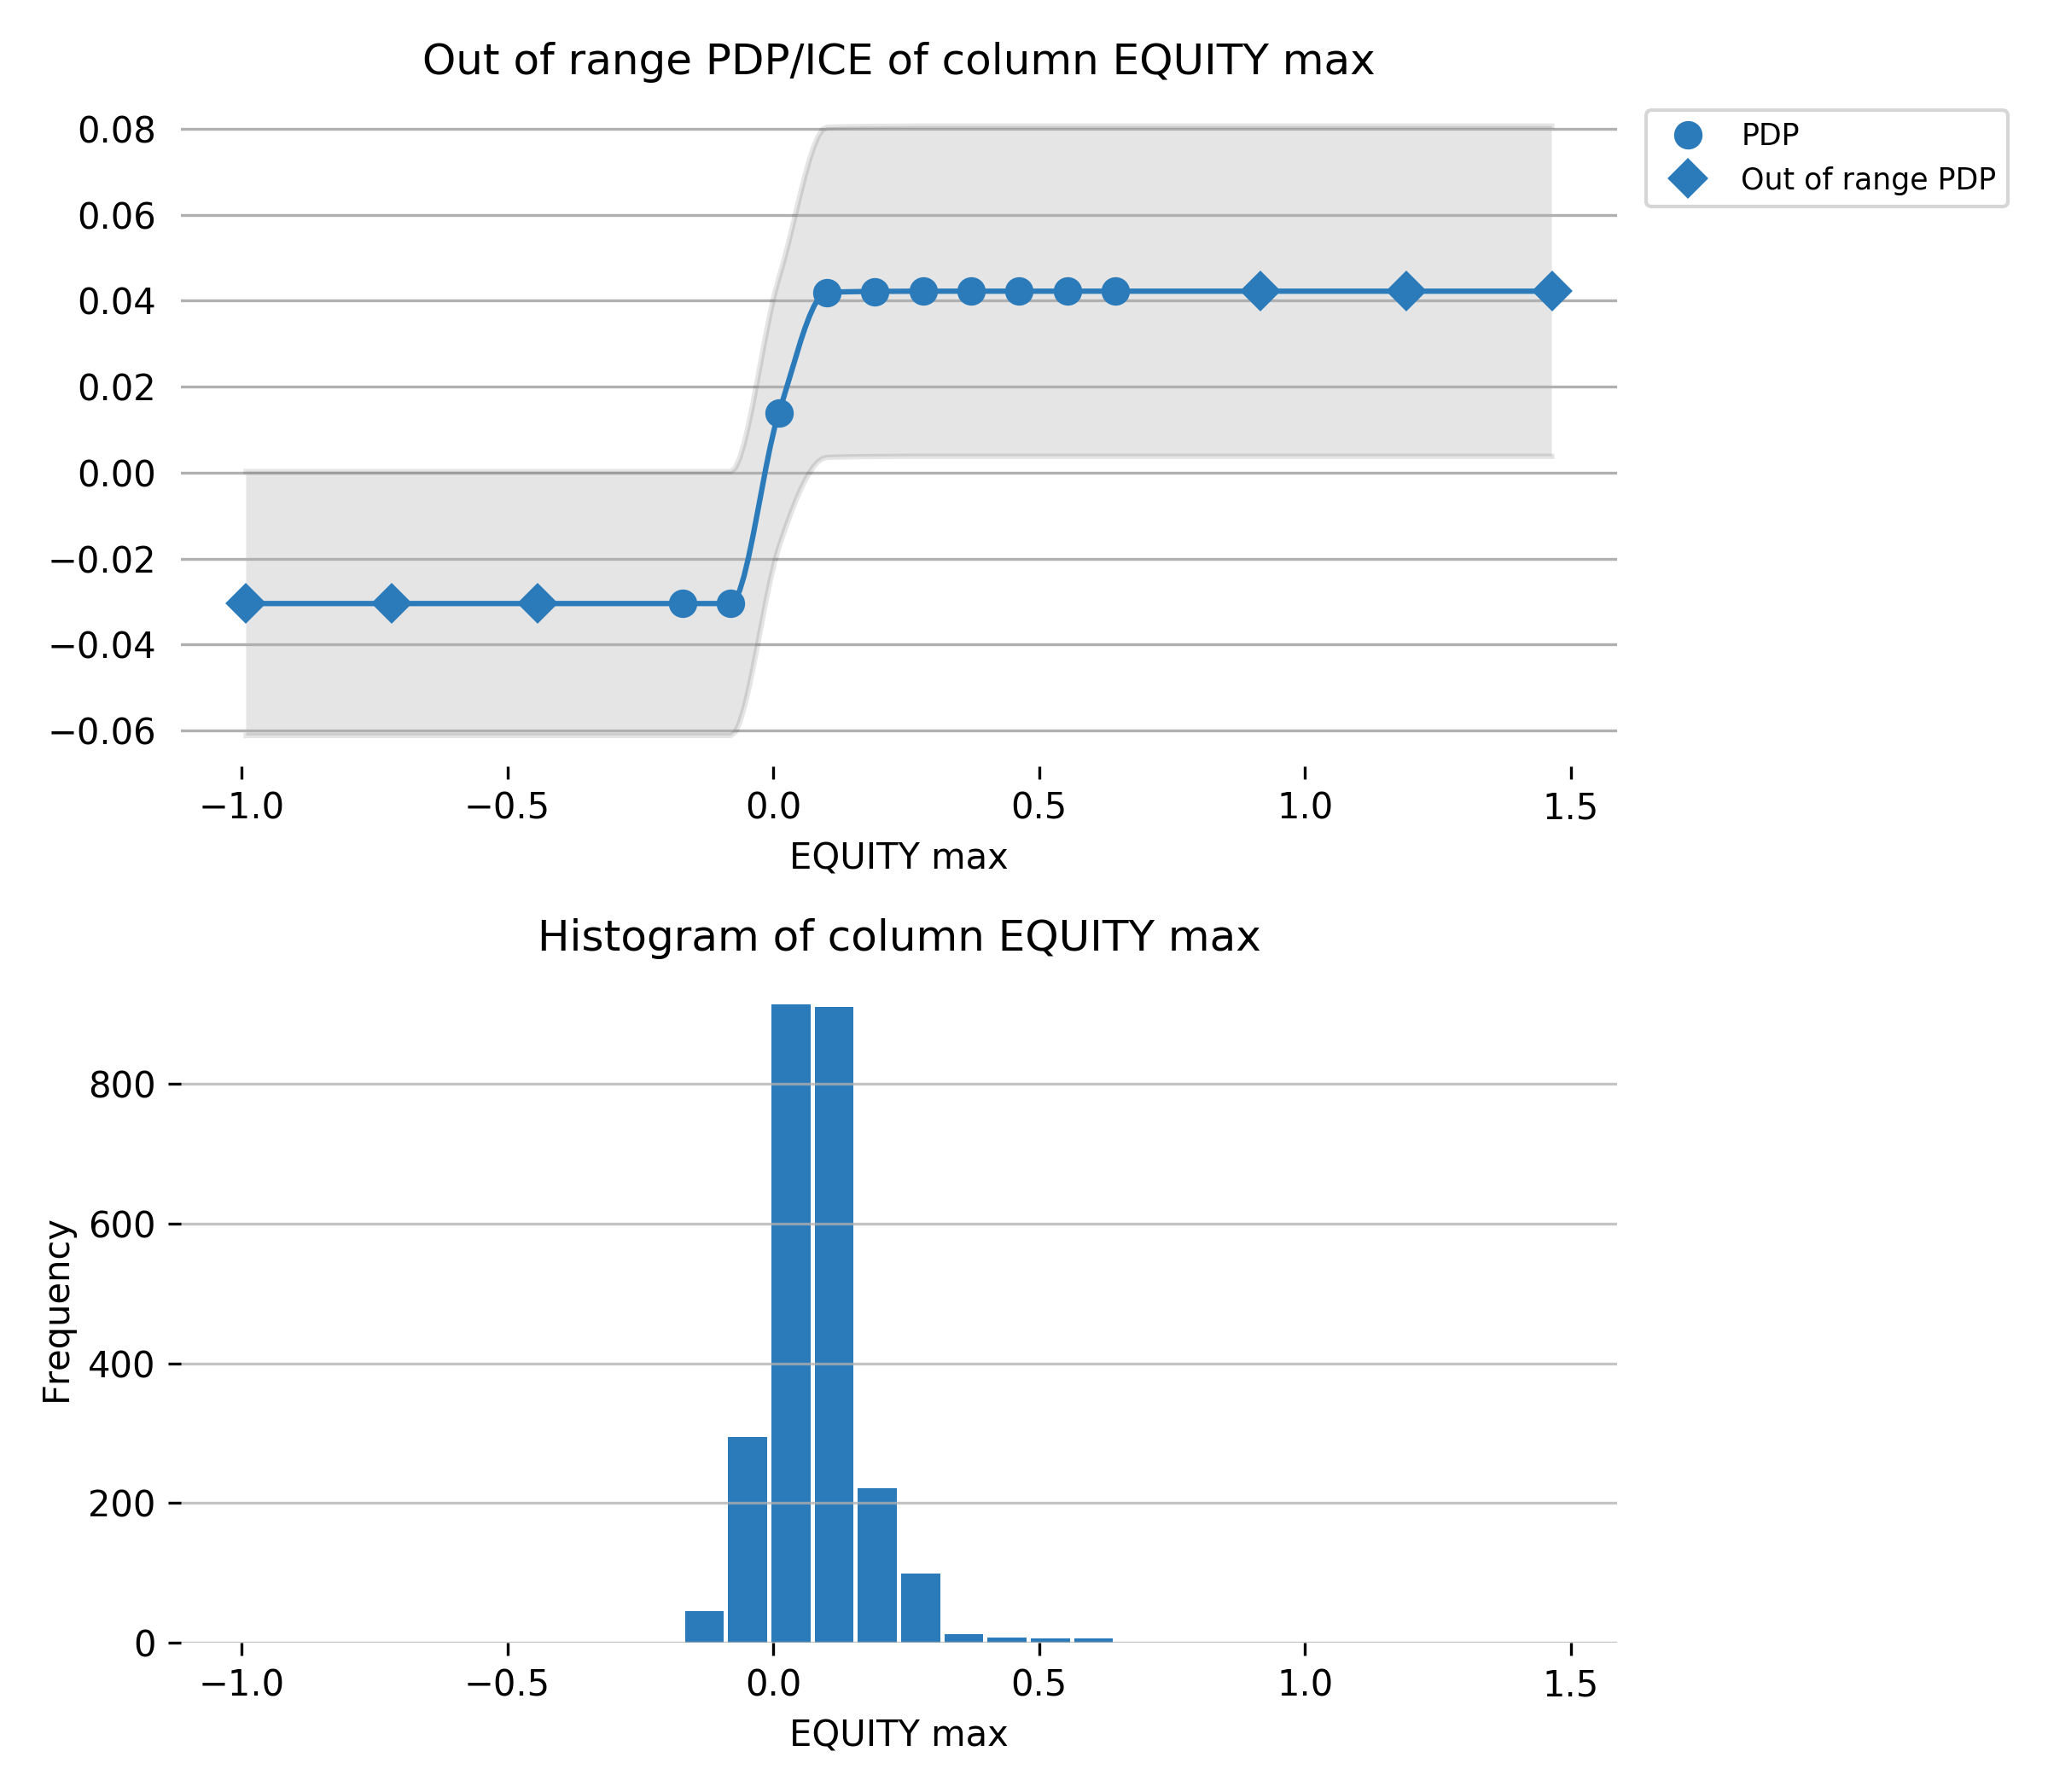 Out of range PDP/ICE of column EQUITY max
PDP
Out of range PDP
0.08
0.06
0.04
0.02
0.00
−0.02
−0.04
−0.06
−1.0 −0.5 0.0 0.5 1.0 1.5
EQUITY max
Histogram of column EQUITY max
Frequency
800
600
400
200
0
−1.0 −0.5 0.0 0.5 1.0 1.5
EQUITY max